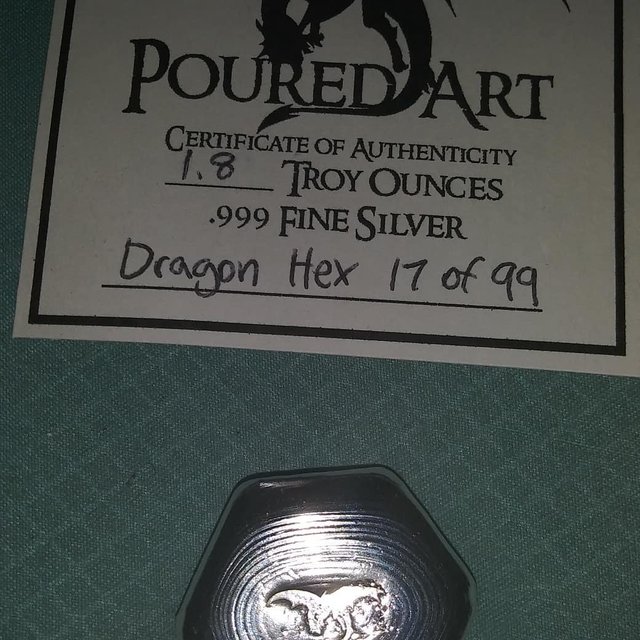 POURED ART
CERTIFICATE OF AUTHENTICITY
1.8 TROY OUNCES
.999 FINE SILVER
Dragon Hex 17 of 99